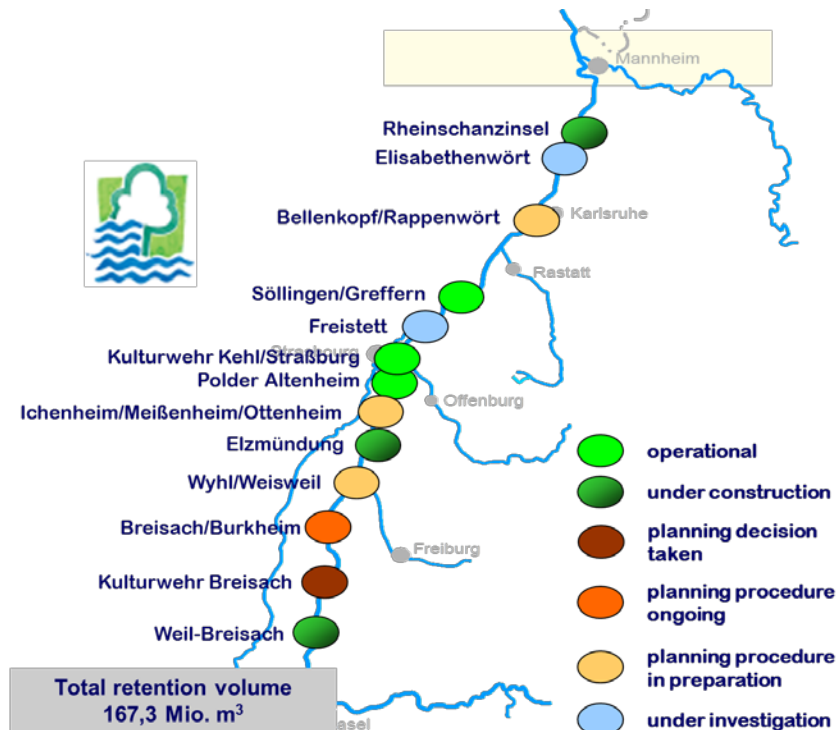 Mannheim
Rheinschanzinsel
Elisabethenwört
Bellenkopf/Rappenwört
Karlsruhe
Rastatt
Söllingen/Greffern
Freistett
Strasbourg
Kulturwehr Kehl/Straßburg
Polder Altenheim
Offenburg
Ichenheim/Meißenheim/Ottenheim
Elzmündung
Wyhl/Weisweil
Breisach/Burkheim
Freiburg
Kulturwehr Breisach
Weil-Breisach
operational
under construction
planning decision
taken
planning procedure
ongoing
planning procedure
in preparation
under investigation
Total retention volume
167,3 Mio. m³
asel